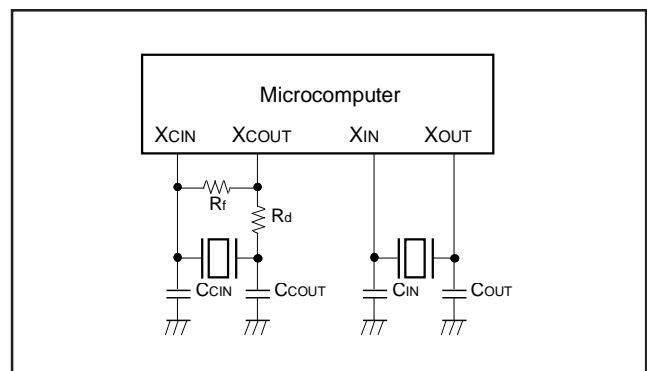 Microcomputer
XCIN XCOUT XIN XOUT
Rf
Rd
CCIN CCOUT CIN COUT